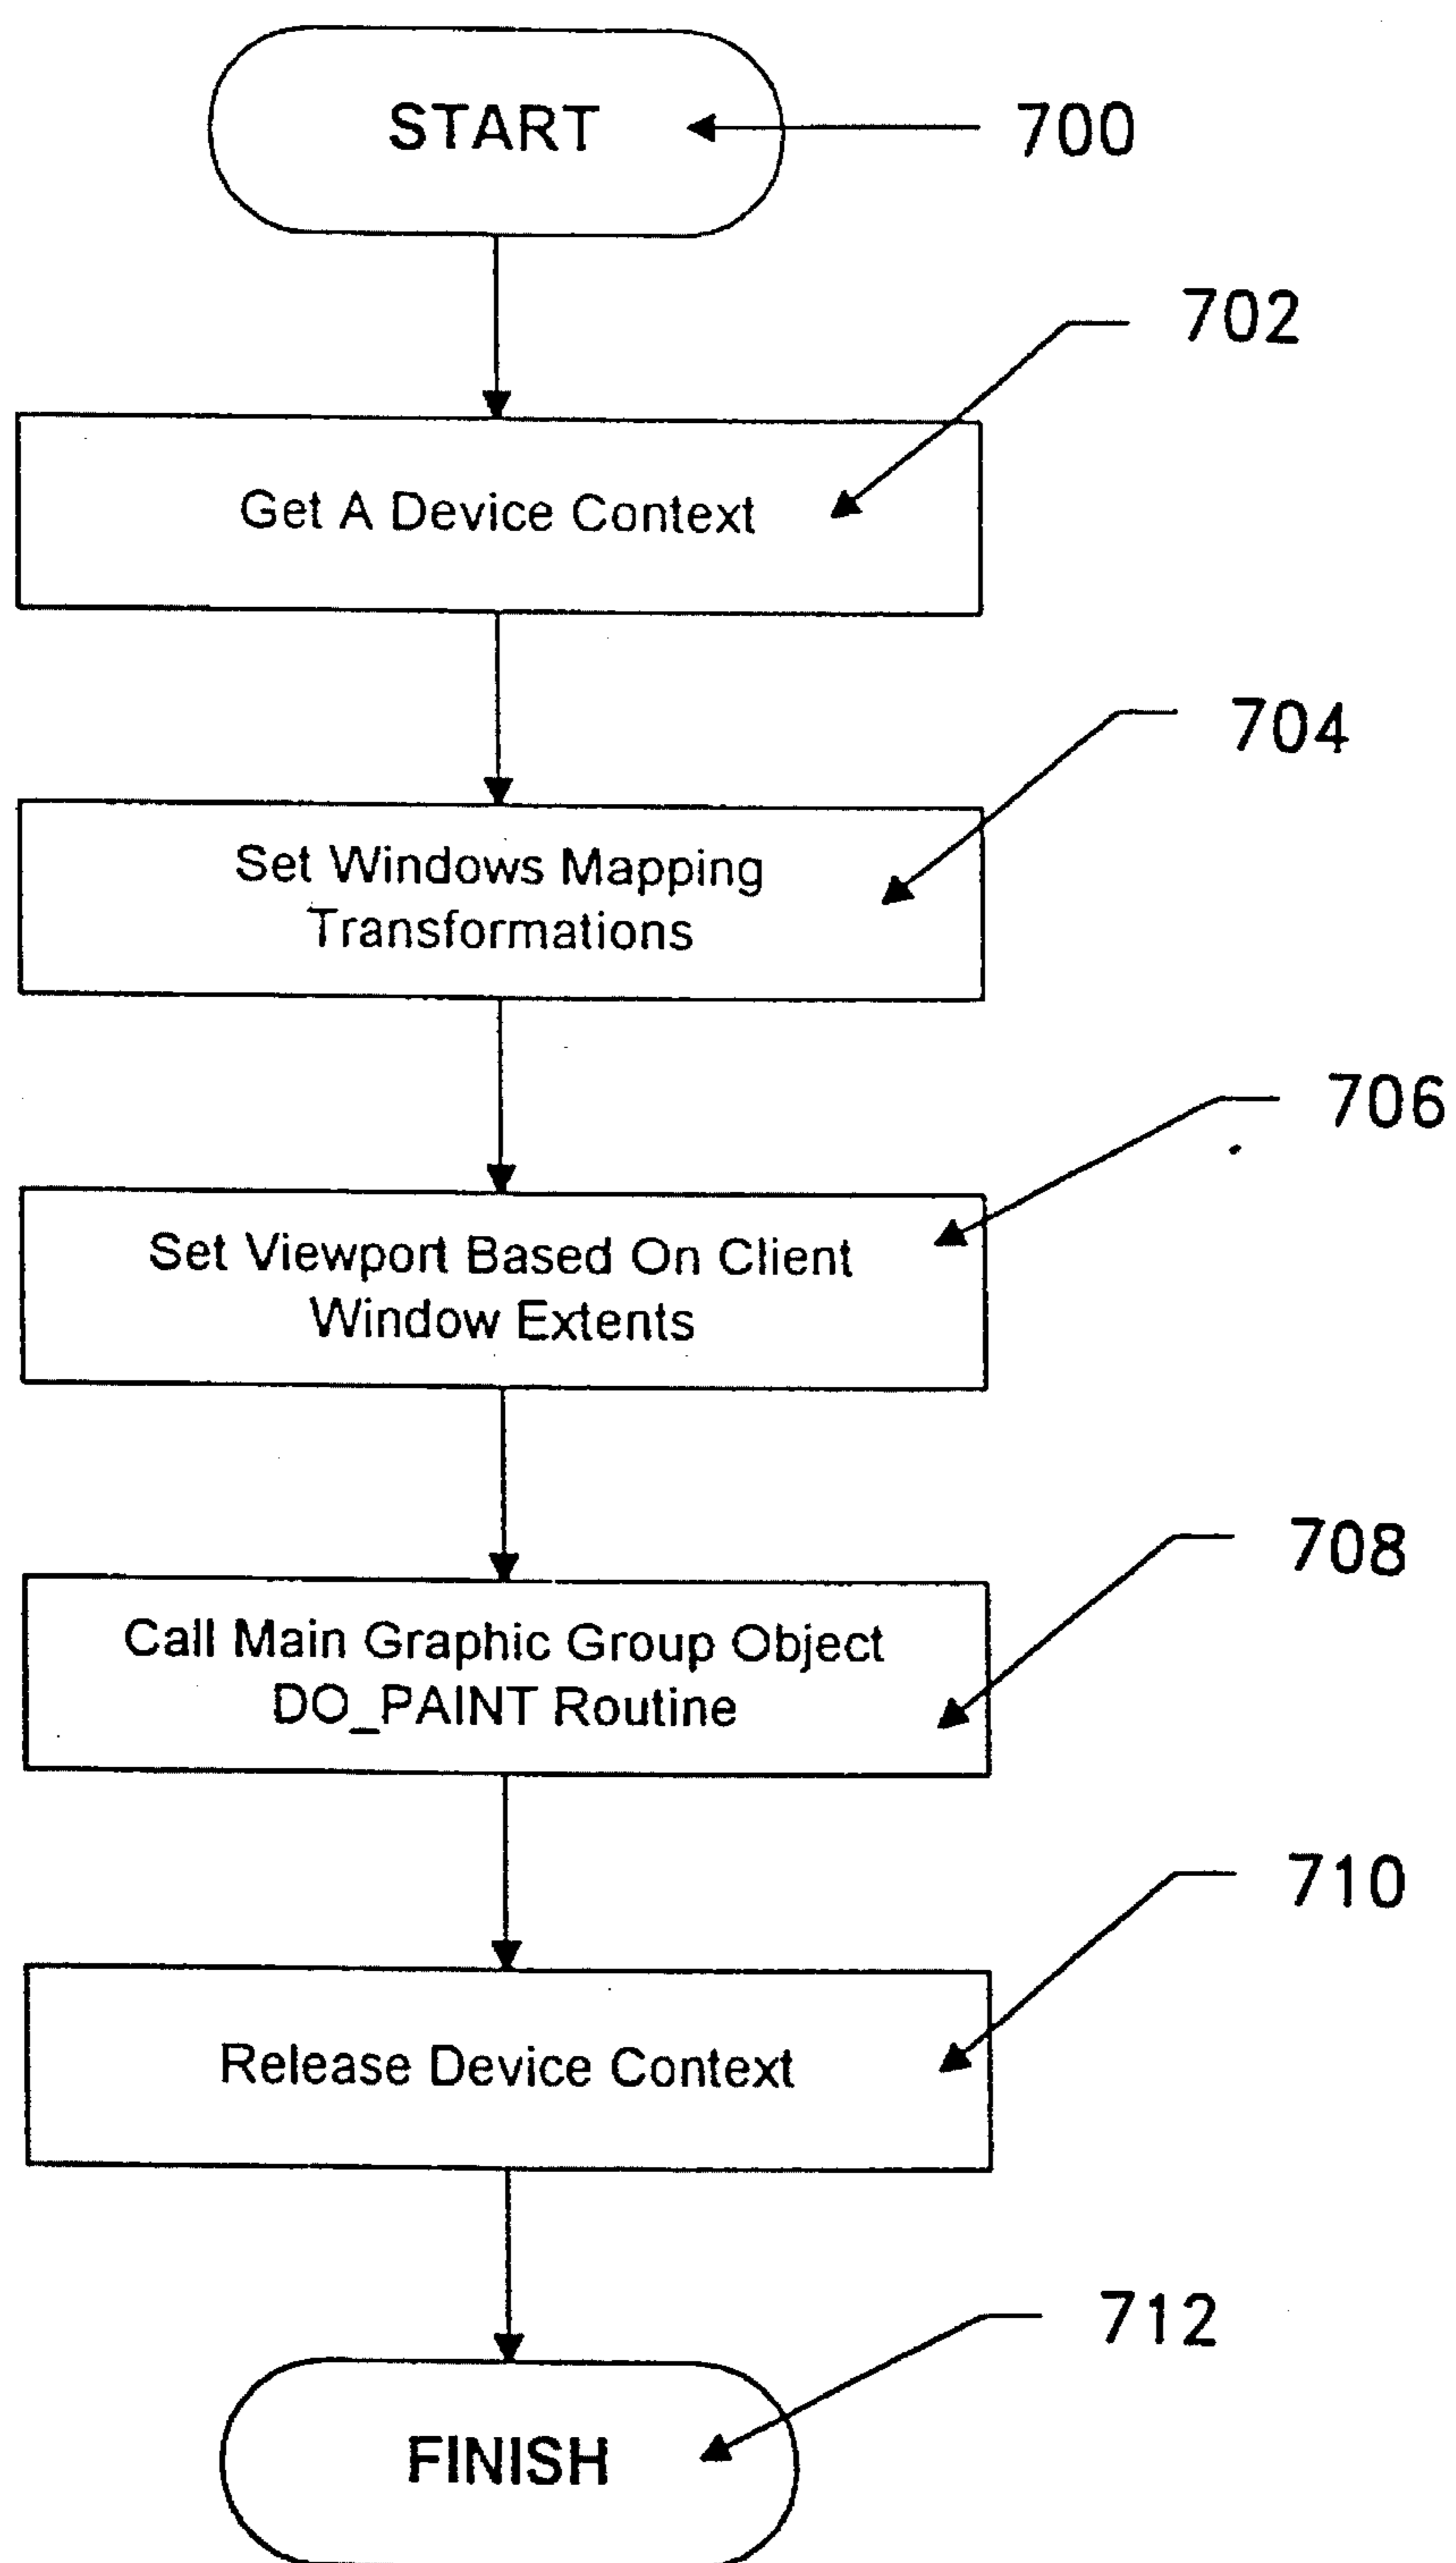 START
700
702
Get A Device Context
704
Set Windows Mapping
Transformations
706
Set Viewport Based On Client
Window Extents
708
Call Main Graphic Group Object
DO_PAINT Routine
710
Release Device Context
712
FINISH